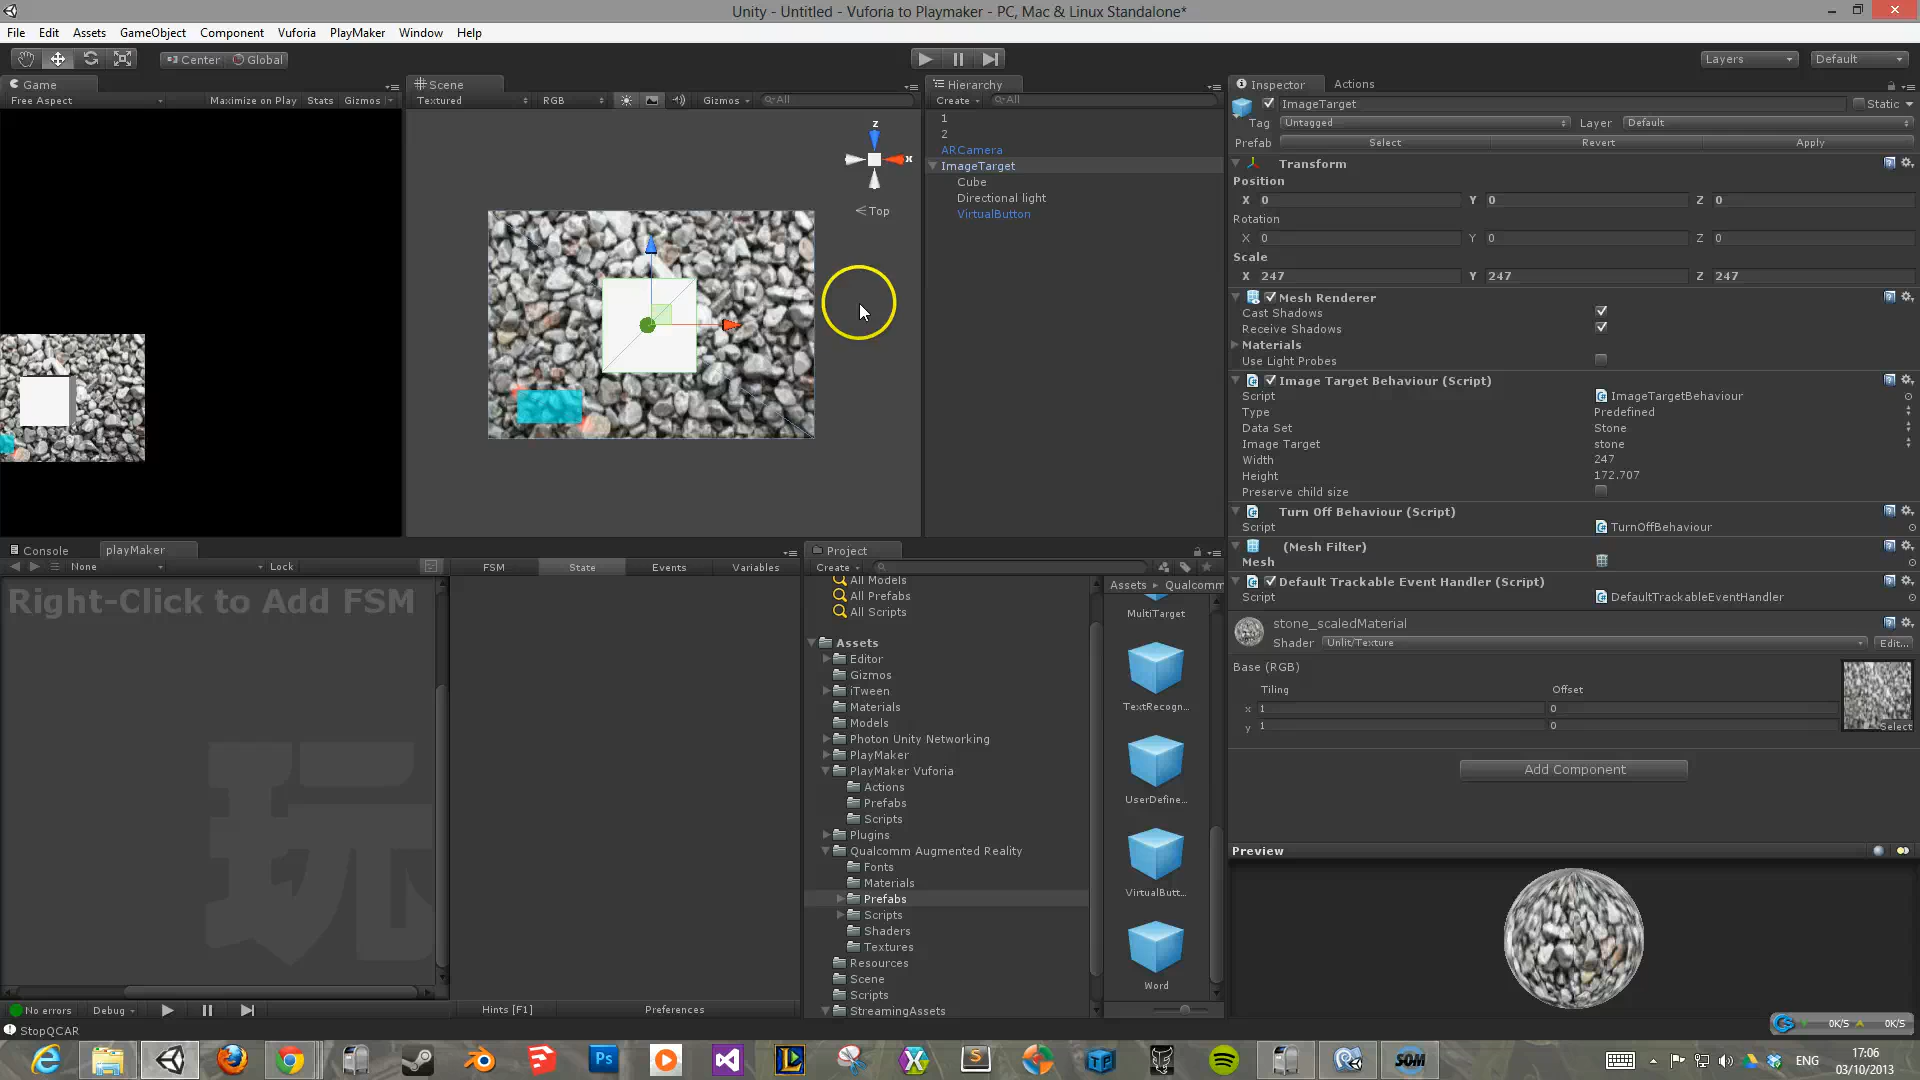 Unity - Untitled - Vuforia to Playmaker - PC, Mac & Linux Standalone*
File Edit Assets GameObject Component Vuforia PlayMaker Window Help
Center Global
Layers Default
Game
Free Aspect Maximize on Play Stats Gizmos
Scene
Textured RGB Gizmos All
z
x
Top
Hierarchy
Create All
1
2
ARCamera
ImageTarget
Cube
Directional light
VirtualButton
Inspector Actions
ImageTarget Static
Tag Untagged Layer Default
Prefab Select Revert Apply
Transform
Position
X 0 Y 0 Z 0
Rotation
X 0 Y 0 Z 0
Scale
X 247 Y 247 Z 247
Mesh Renderer
Cast Shadows
Receive Shadows
Materials
Use Light Probes
Image Target Behaviour (Script)
Script ImageTargetBehaviour
Type Predefined
Data Set Stone
Image Target stone
Width 247
Height 172.707
Preserve child size
Turn Off Behaviour (Script)
Script TurnOffBehaviour
(Mesh Filter)
Mesh
Default Trackable Event Handler (Script)
Script DefaultTrackableEventHandler
stone_scaledMaterial
Shader Unlit/Texture Edit...
Base (RGB)
Tiling Offset
x 1 0
y 1 0
Select
Add Component
Preview
Console playMaker
None Lock
FSM State Events Variables
Right-Click to Add FSM
玩
No errors Debug
Hints [F1] Preferences
StopQCAR
Project
Create
All Models
All Prefabs
All Scripts
Assets
Editor
Gizmos
iTween
Materials
Models
Photon Unity Networking
PlayMaker
PlayMaker Vuforia
Actions
Prefabs
Scripts
Plugins
Qualcomm Augmented Reality
Fonts
Materials
Prefabs
Scripts
Shaders
Textures
Resources
Scene
Scripts
StreamingAssets
Assets Qualcomm
MultiTarget
TextRecogn...
UserDefine...
VirtualButt...
Word
0K/S 0K/S
Ps
SOM
ENG
17:06
03/10/2013